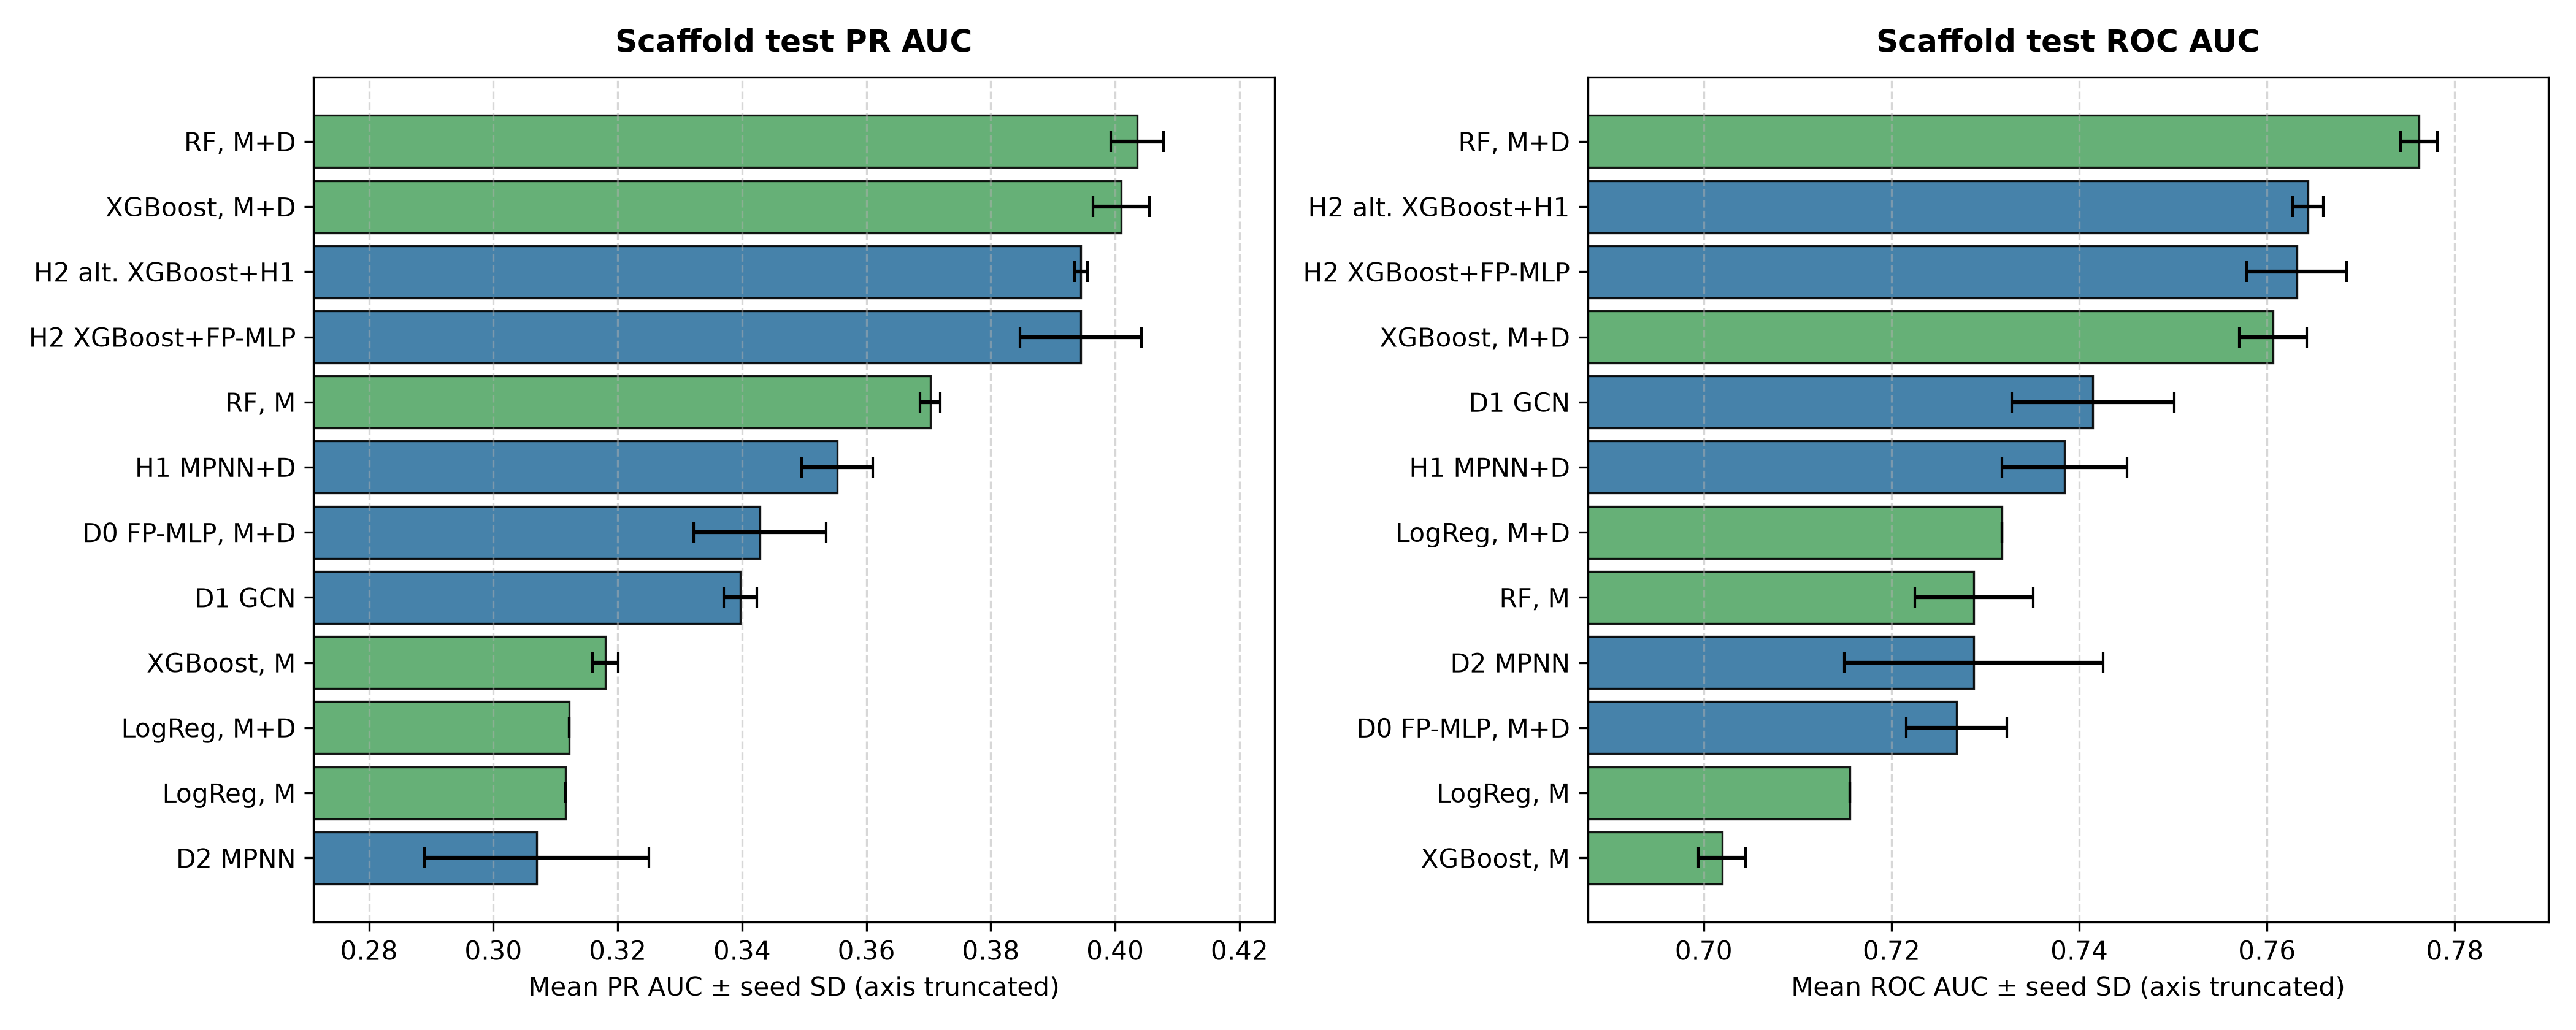 Scaffold test PR AUC
RF, M+D
XGBoost, M+D
H2 alt. XGBoost+H1
H2 XGBoost+FP-MLP
RF, M
H1 MPNN+D
D0 FP-MLP, M+D
D1 GCN
XGBoost, M
LogReg, M+D
LogReg, M
D2 MPNN
0.28 0.30 0.32 0.34 0.36 0.38 0.40 0.42
Mean PR AUC ± seed SD (axis truncated)
Scaffold test ROC AUC
RF, M+D
H2 alt. XGBoost+H1
H2 XGBoost+FP-MLP
XGBoost, M+D
D1 GCN
H1 MPNN+D
LogReg, M+D
RF, M
D2 MPNN
D0 FP-MLP, M+D
LogReg, M
XGBoost, M
0.70 0.72 0.74 0.76 0.78
Mean ROC AUC ± seed SD (axis truncated)